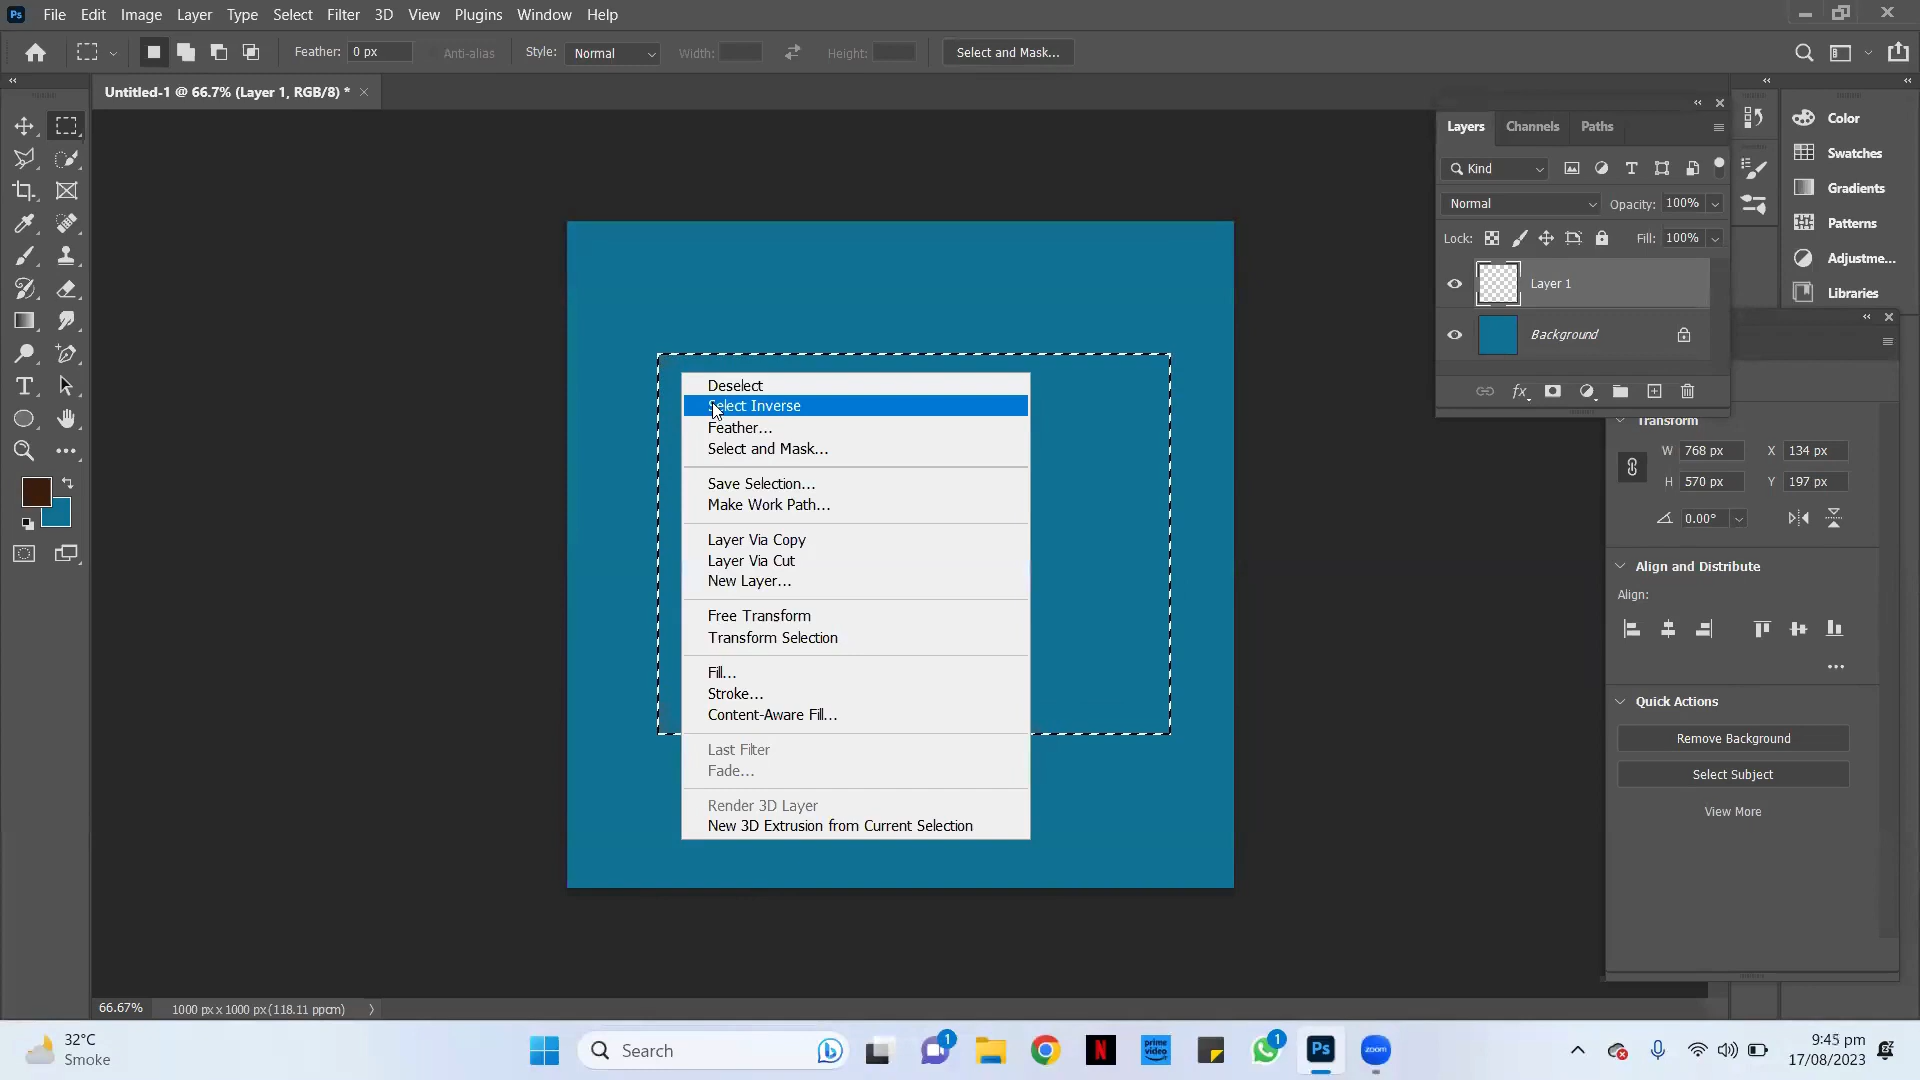 Ps File Edit Image Layer Type Select Filter 3D View Plugins Window Help
Feather: 0 px Anti-alias Style: Normal Width: Height: Select and Mask...
Untitled-1 @ 66.7% (Layer 1, RGB/8) *
Layers Channels Paths
Kind
Normal Opacity: 100%
Lock: Fill: 100%
Layer 1
Background
Color
Swatches
Gradients
Patterns
Adjustme...
Libraries
Deselect
Select Inverse
Feather...
Select and Mask...
Save Selection...
Make Work Path...
Layer Via Copy
Layer Via Cut
New Layer...
Free Transform
Transform Selection
Fill...
Stroke...
Content-Aware Fill...
Last Filter
Fade...
Render 3D Layer
New 3D Extrusion from Current Selection
Transform
W 768 px X 134 px
H 570 px Y 197 px
0.00°
Align and Distribute
Align:
Quick Actions
Remove Background
Select Subject
View More
66.67% 1000 px x 1000 px (118.11 ppcm)
32°C
Smoke
Search
1
N
prime video
1
Ps
zoom
9:45 pm
17/08/2023